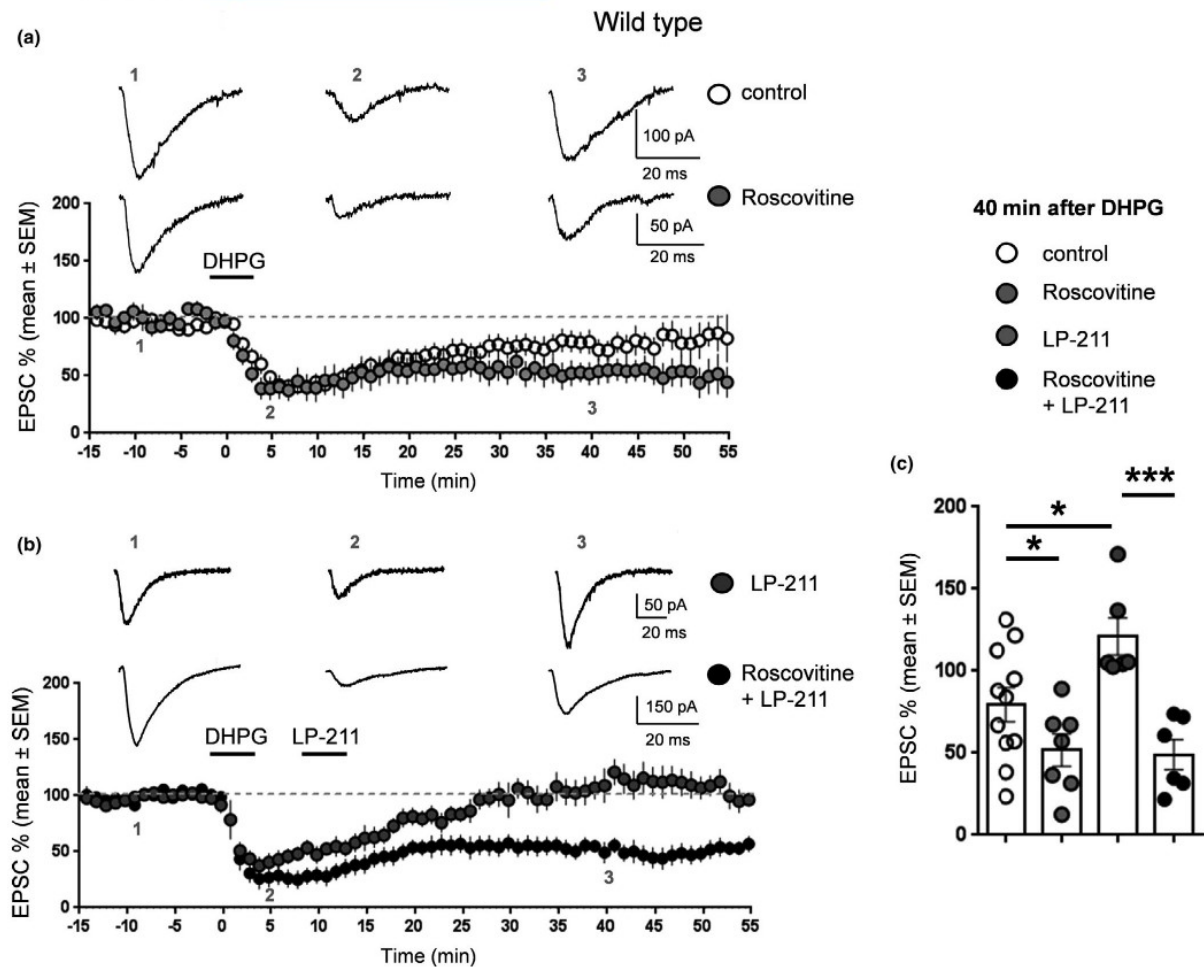 Wild type
(a)
1
2
3
control
100 pA
20 ms
Roscovitine
50 pA
20 ms
200
150
100
50
0
EPSC % (mean ± SEM)
DHPG
1
2
3
-15 -10 -5 0 5 10 15 20 25 30 35 40 45 50 55
Time (min)
40 min after DHPG
control
Roscovitine
LP-211
Roscovitine
+ LP-211
(b)
1
2
3
LP-211
50 pA
20 ms
Roscovitine
+ LP-211
150 pA
20 ms
200
150
100
50
0
EPSC % (mean ± SEM)
DHPG
LP-211
1
2
3
-15 -10 -5 0 5 10 15 20 25 30 35 40 45 50 55
Time (min)
(c)
200
150
100
50
0
EPSC % (mean ± SEM)
*
*
***